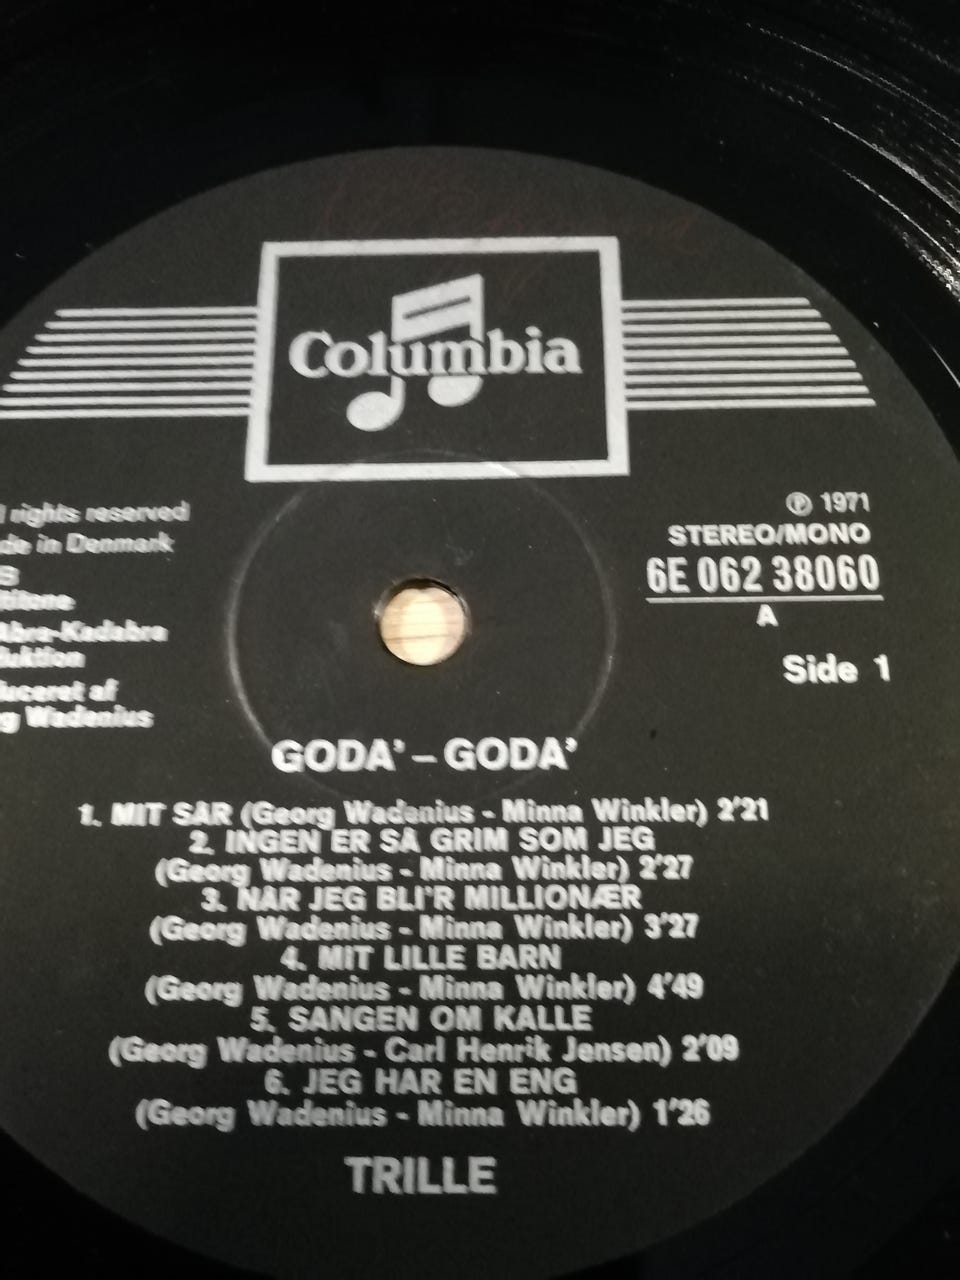 Columbia
rights reserved
in Denmark
Abra-Kadabra
af
Wadenius
℗ 1971
STEREO/MONO
6E 062 38060
A
Side 1
GODA' – GODA'
1. MIT SAR (Georg Wadenius - Minna Winkler) 2'21
2. INGEN ER SA GRIM SOM JEG
(Georg Wadenius - Minna Winkler) 2'27
3. NAR JEG BLI'R MILLIONÆR
(Georg Wadenius - Minna Winkler) 3'27
4. MIT LILLE BARN
(Georg Wadenius - Minna Winkler) 4'49
5. SANGEN OM KALLE
(Georg Wadenius - Carl Henrik Jensen) 2'09
6. JEG HAR EN ENG
(Georg Wadenius - Minna Winkler) 1'26
TRILLE